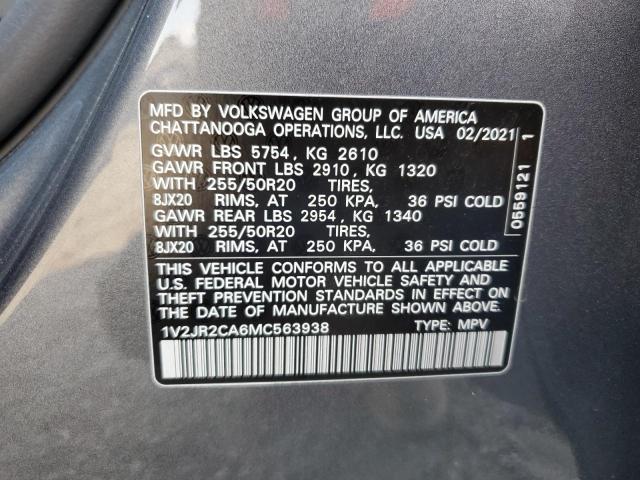 MFD BY VOLKSWAGEN GROUP OF AMERICA
CHATTANOOGA OPERATIONS, LLC. USA 02/2021
GVWR LBS 5754, KG 2610
GAWR FRONT LBS 2910, KG 1320
WITH 255/50R20 TIRES,
8JX20 RIMS, AT 250 KPA, 36 PSI COLD
GAWR REAR LBS 2954, KG 1340
WITH 255/50R20 TIRES,
8JX20 RIMS, AT 250 KPA, 36 PSI COLD
THIS VEHICLE CONFORMS TO ALL APPLICABLE
U.S. FEDERAL MOTOR VEHICLE SAFETY AND
THEFT PREVENTION STANDARDS IN EFFECT ON
THE DATE OF MANUFACTURE SHOWN ABOVE
1V2JR2CA6MC563938 TYPE: MPV
0559121 1